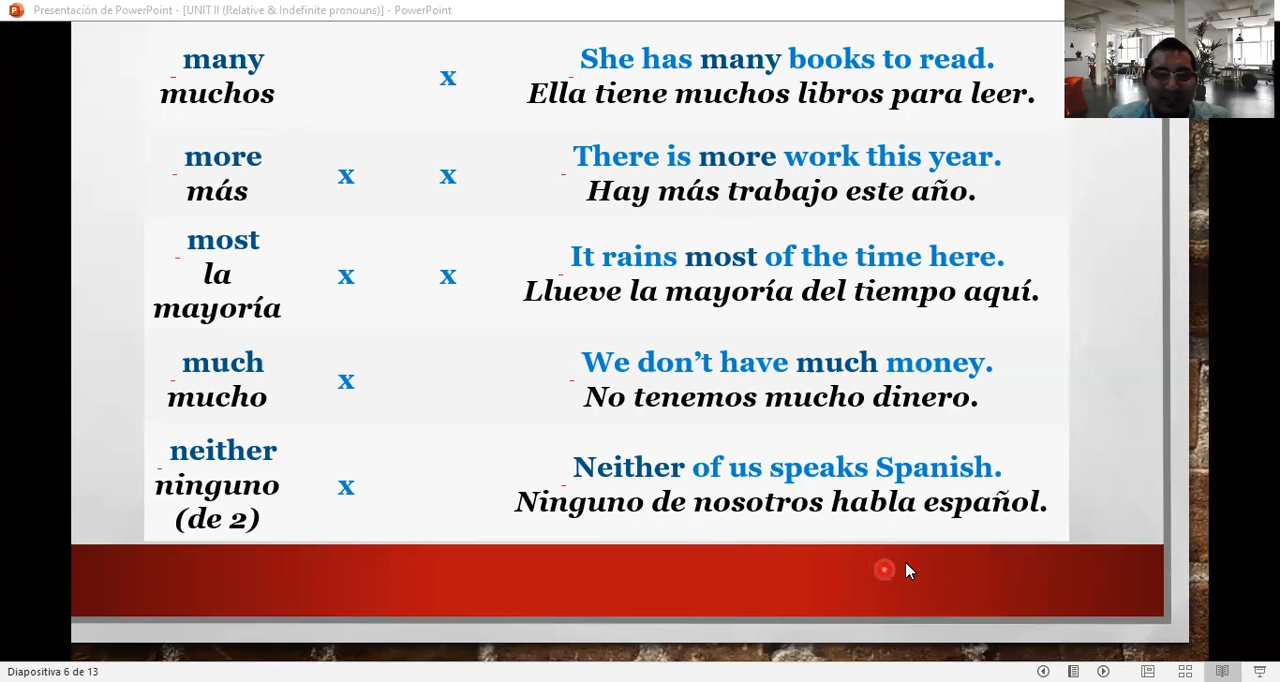 Presentación de PowerPoint - [UNIT II (Relative & Indefinite pronouns)] - PowerPoint
many
muchos
x
She has many books to read.
Ella tiene muchos libros para leer.
more
más
x x
There is more work this year.
Hay más trabajo este año.
most
la
mayoría
x x
It rains most of the time here.
Llueve la mayoría del tiempo aquí.
much
mucho
x
We don't have much money.
No tenemos mucho dinero.
neither
ninguno
(de 2)
x
Neither of us speaks Spanish.
Ninguno de nosotros habla español.
Diapositiva 6 de 13